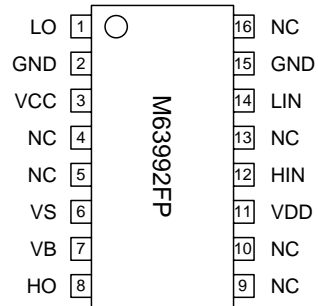 LO 1 16 NC
GND 2 15 GND
VCC 3 14 LIN
NC 4 13 NC
NC 5 12 HIN
VS 6 11 VDD
VB 7 10 NC
HO 8 9 NC
M63992FP